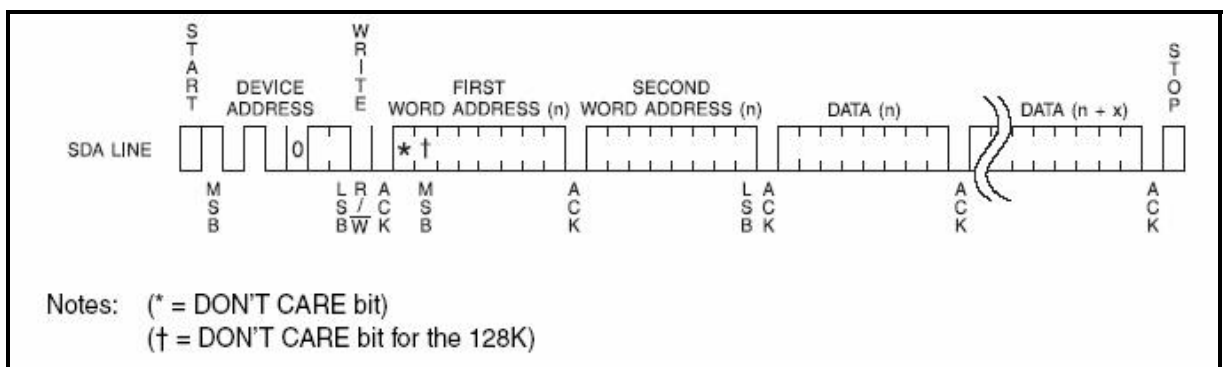 START
WRITE
STOP
DEVICE
ADDRESS
FIRST
WORD ADDRESS (n)
SECOND
WORD ADDRESS (n)
DATA (n)
DATA (n + x)
SDA LINE
0
* †
MSB
LSB
R/W
ACK
MSB
ACK
LSB
ACK
ACK
ACK
Notes: (* = DON'T CARE bit)
(† = DON'T CARE bit for the 128K)